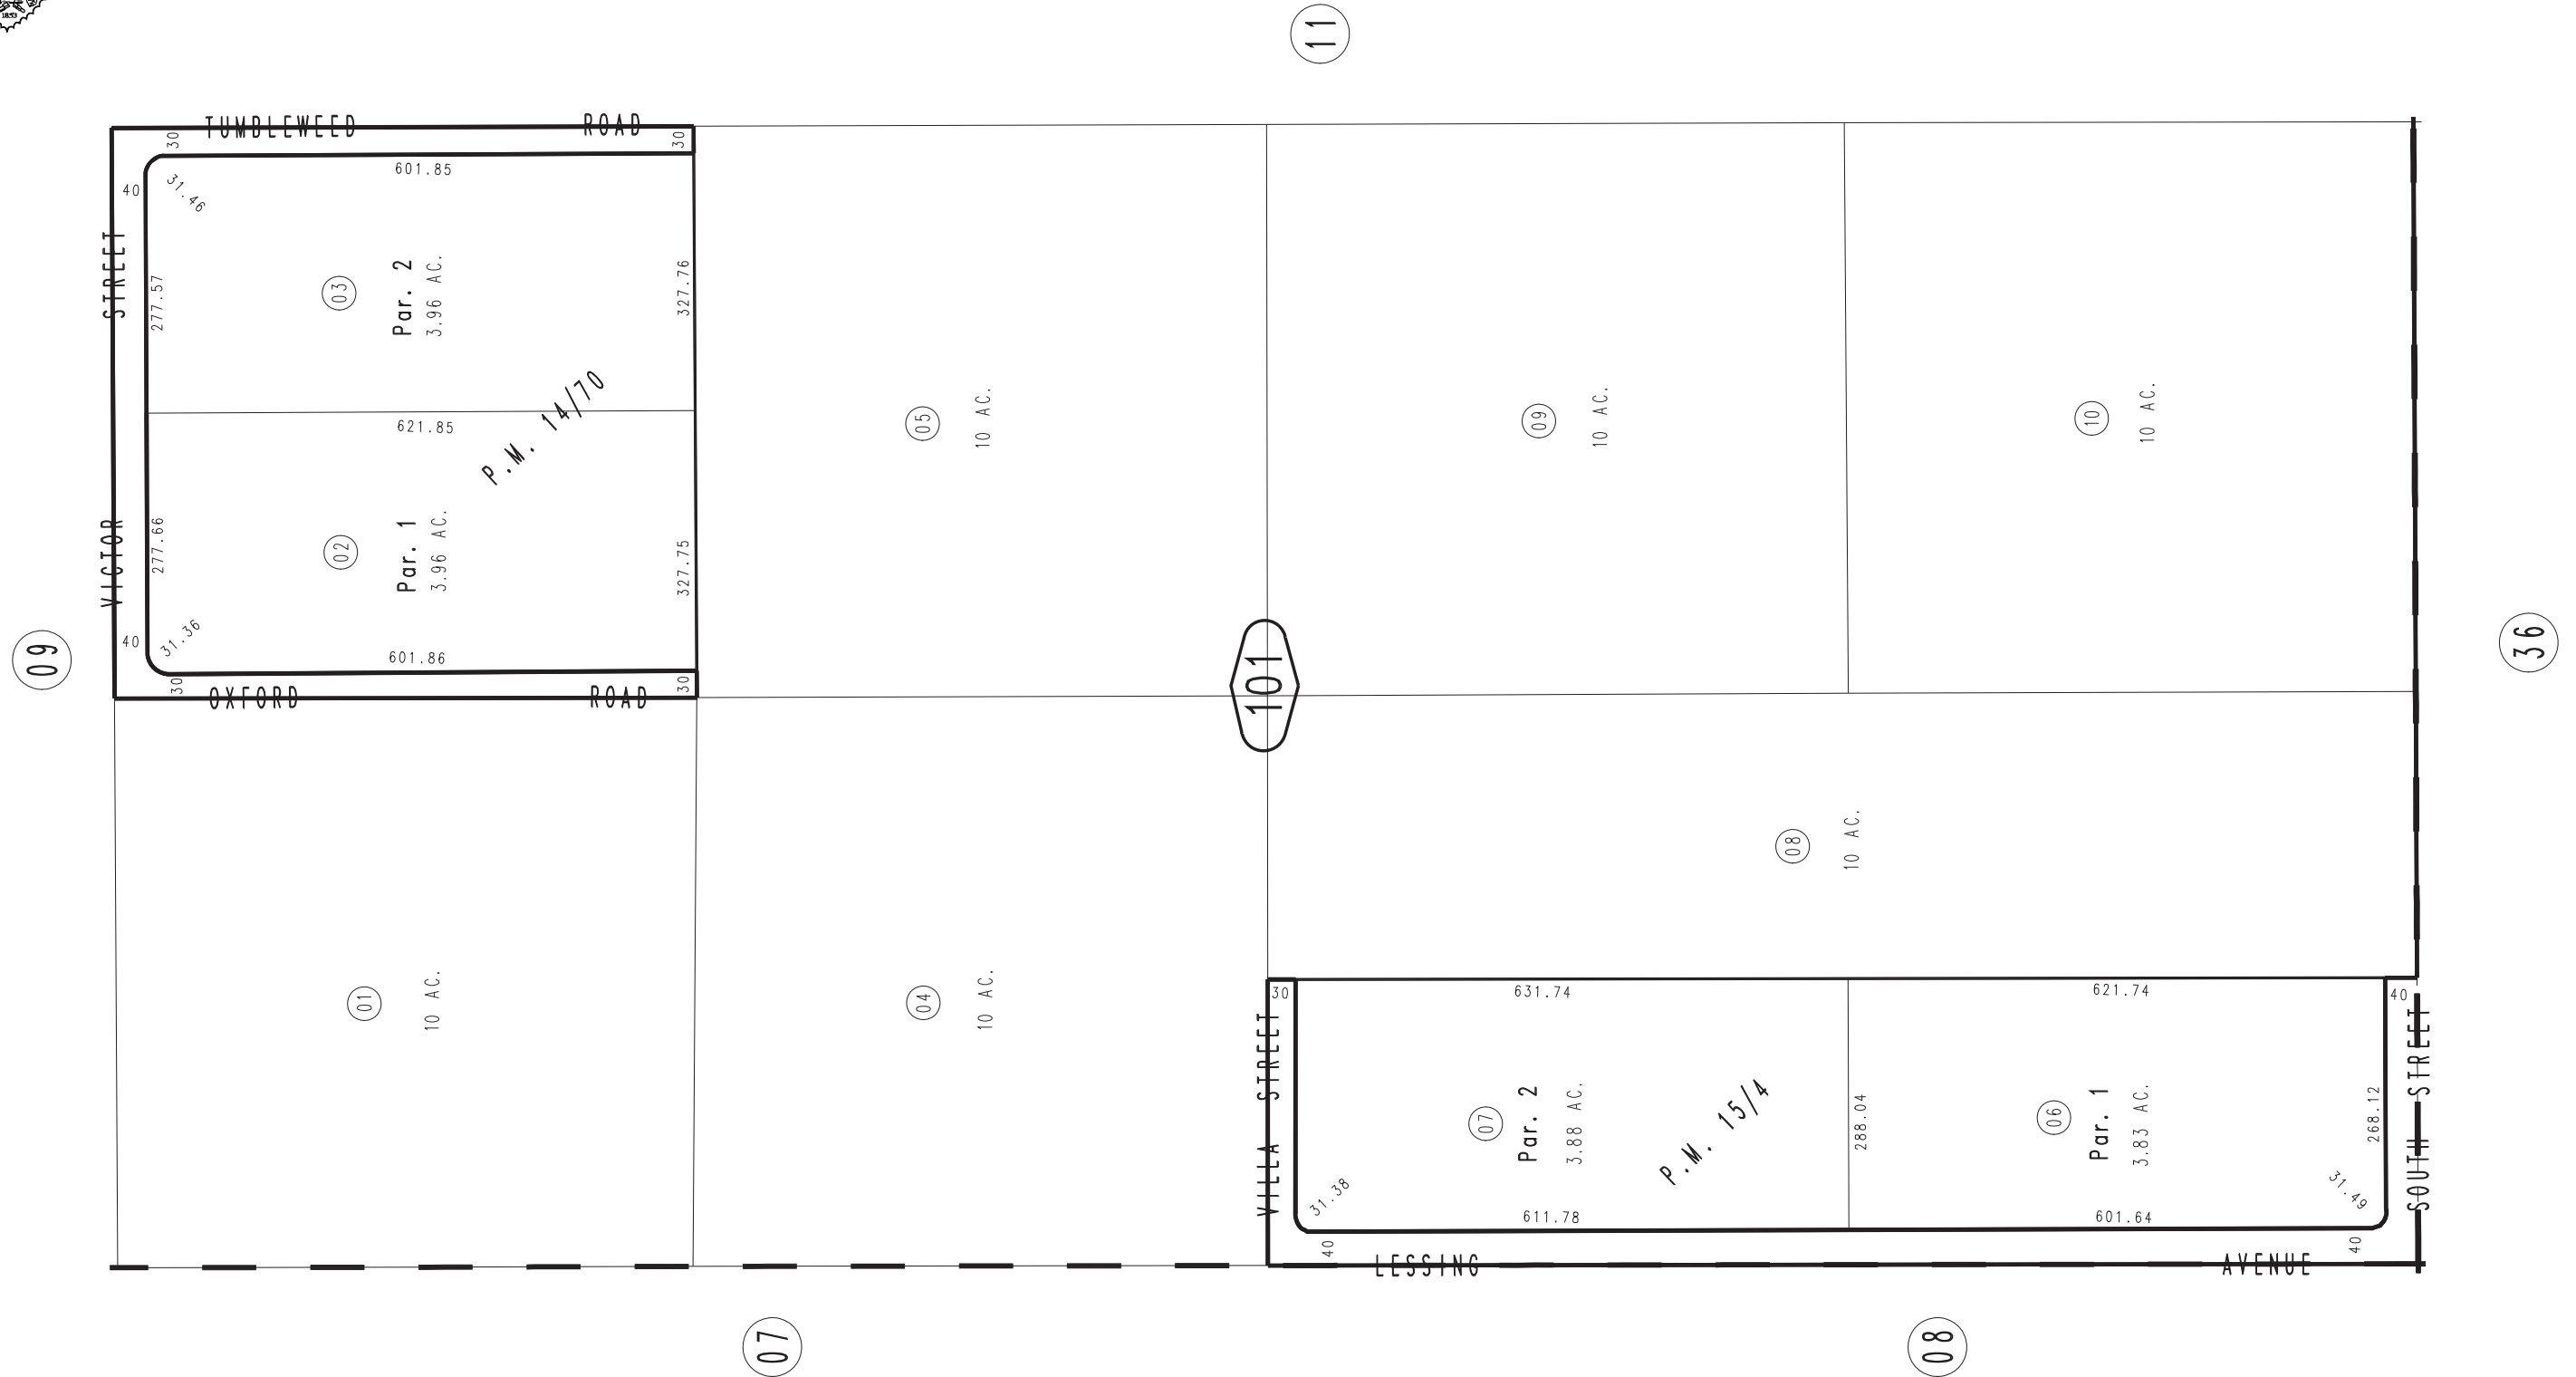 1853
11
TUMBLEWEED ROAD
30
30
601.85
40
31.46
STREET
277.57
03
Par. 2
3.96 AC.
327.76
621.85
P.M. 14/70
VICTOR
277.66
02
Par. 1
3.96 AC.
327.75
40
31.36
601.86
30
30
OXFORD ROAD
09
05
10 AC.
09
10 AC.
10
10 AC.
101
36
08
10 AC.
01
10 AC.
04
10 AC.
30
631.74
621.74
40
VILLA STREET
07
Par. 2
3.88 AC.
P.M. 15/4
288.04
06
Par. 1
3.83 AC.
268.12
SOUTH STREET
31.38
611.78
601.64
31.49
40
40
LESSING AVENUE
07
08